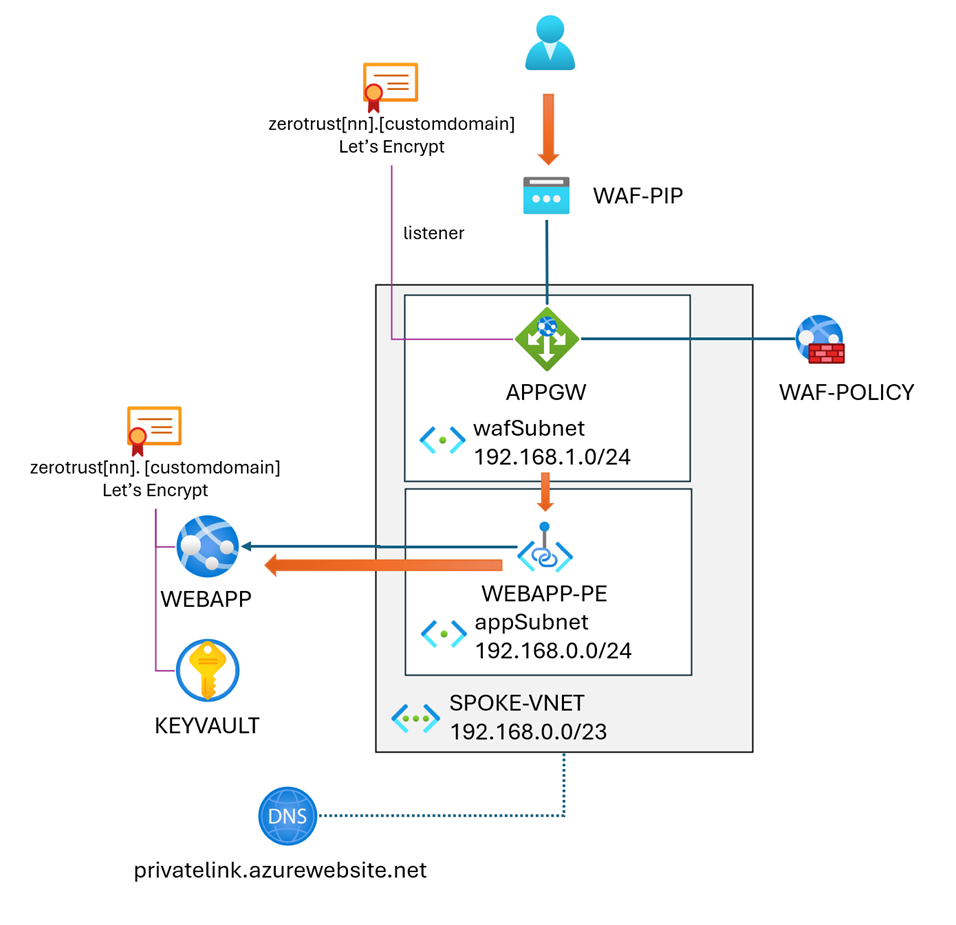 zerotrust[nn].[customdomain]
Let's Encrypt
WAF-PIP
listener
APPGW
WAF-POLICY
wafSubnet
192.168.1.0/24
zerotrust[nn]. [customdomain]
Let's Encrypt
WEBAPP
WEBAPP-PE
appSubnet
192.168.0.0/24
KEYVAULT
SPOKE-VNET
192.168.0.0/23
DNS
privatelink.azurewebsite.net